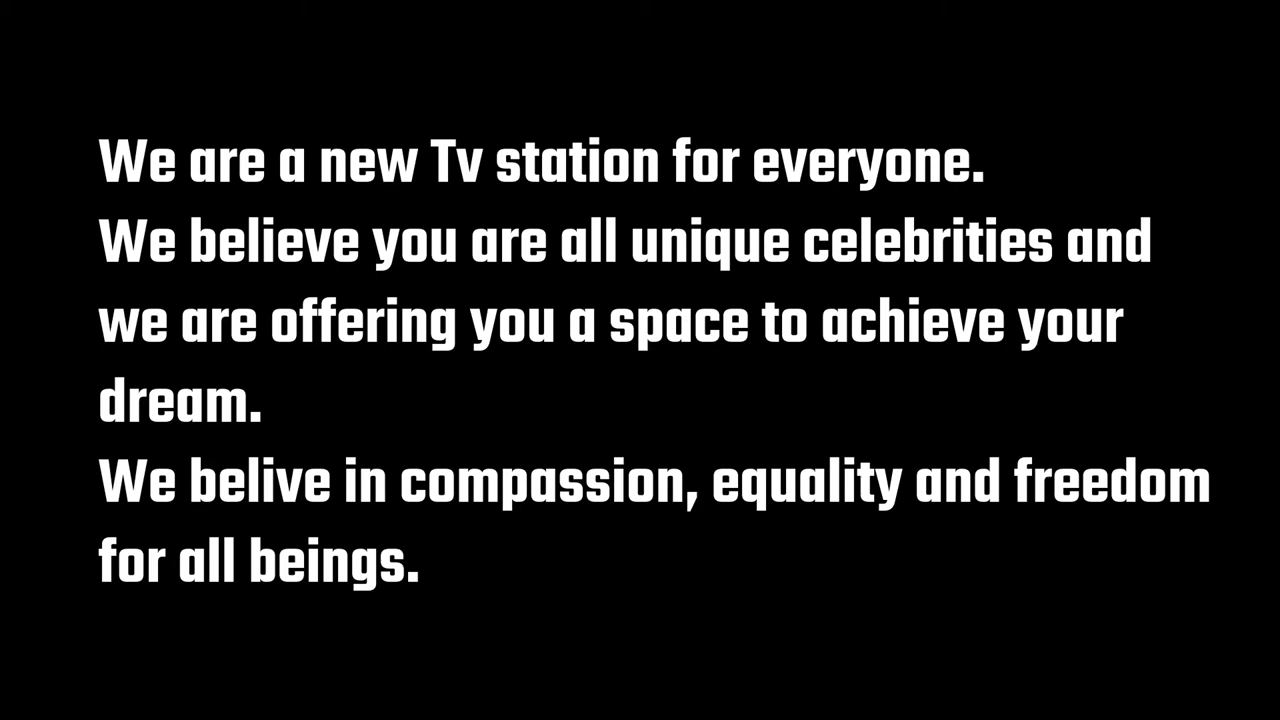 We are a new Tv station for everyone.
We believe you are all unique celebrities and
we are offering you a space to achieve your
dream.
We belive in compassion, equality and freedom
for all beings.